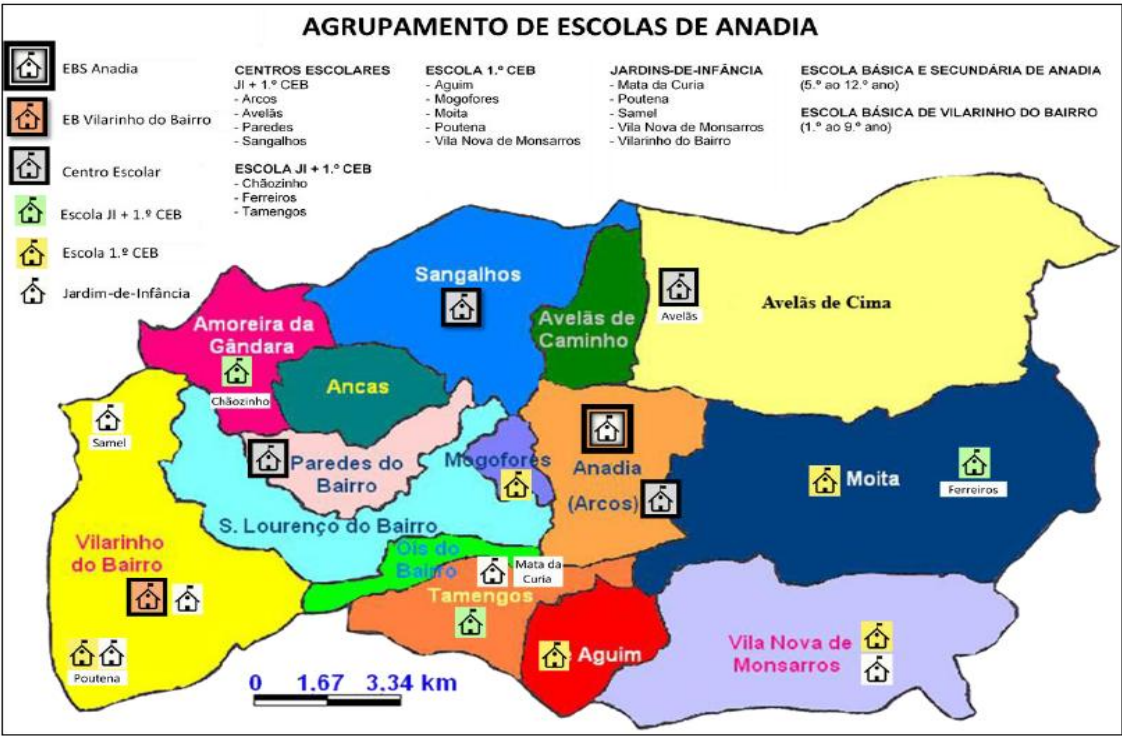 AGRUPAMENTO DE ESCOLAS DE ANADIA
EBS Anadia
EB Vilarinho do Bairro
Centro Escolar
Escola JI + 1.º CEB
Escola 1.º CEB
Jardim-de-Infância
CENTROS ESCOLARES
JI + 1.º CEB
- Arcos
- Avelãs
- Paredes
- Sangalhos
ESCOLA JI + 1.º CEB
- Chãozinho
- Ferreiros
- Tamengos
ESCOLA 1.º CEB
- Aguim
- Mogofores
- Moita
- Poutena
- Vila Nova de Monsarros
JARDINS-DE-INFÂNCIA
- Mata da Curia
- Poutena
- Samel
- Vila Nova de Monsarros
- Vilarinho do Bairro
ESCOLA BÁSICA E SECUNDÁRIA DE ANADIA
(5.º ao 12.º ano)
ESCOLA BÁSICA DE VILARINHO DO BAIRRO
(1.º ao 9.º ano)
Sangalhos
Avelãs
Avelãs de Cima
Avelãs de
Caminho
Amoreira da
Gândara
Chãozinho
Ancas
Samel
Paredes do
Bairro
Mogofores
Anadia
(Arcos)
Moita
Ferreiros
S. Lourenço do Bairro
Vilarinho
do Bairro
Óis do
Bairro
Mata da
Curia
Tamengos
Poutena
Aguim
Vila Nova de
Monsarros
0 1,67 3,34 km